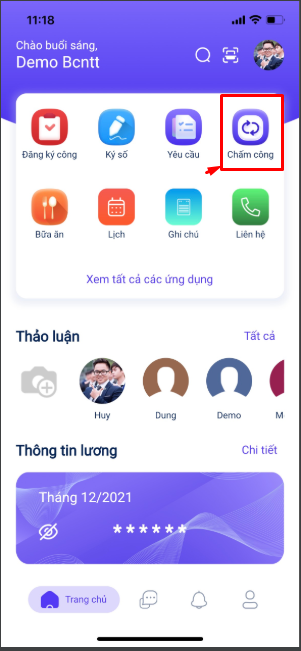 11:18
Chào buổi sáng,
Demo Bcntt
Đăng ký công
Ký số
Yêu cầu
Chấm công
Bữa ăn
Lịch
Ghi chú
Liên hệ
Xem tất cả các ứng dụng
Thảo luận
Tất cả
Huy
Dung
Demo
Thông tin lương
Chi tiết
Tháng 12/2021
******
Trang chủ